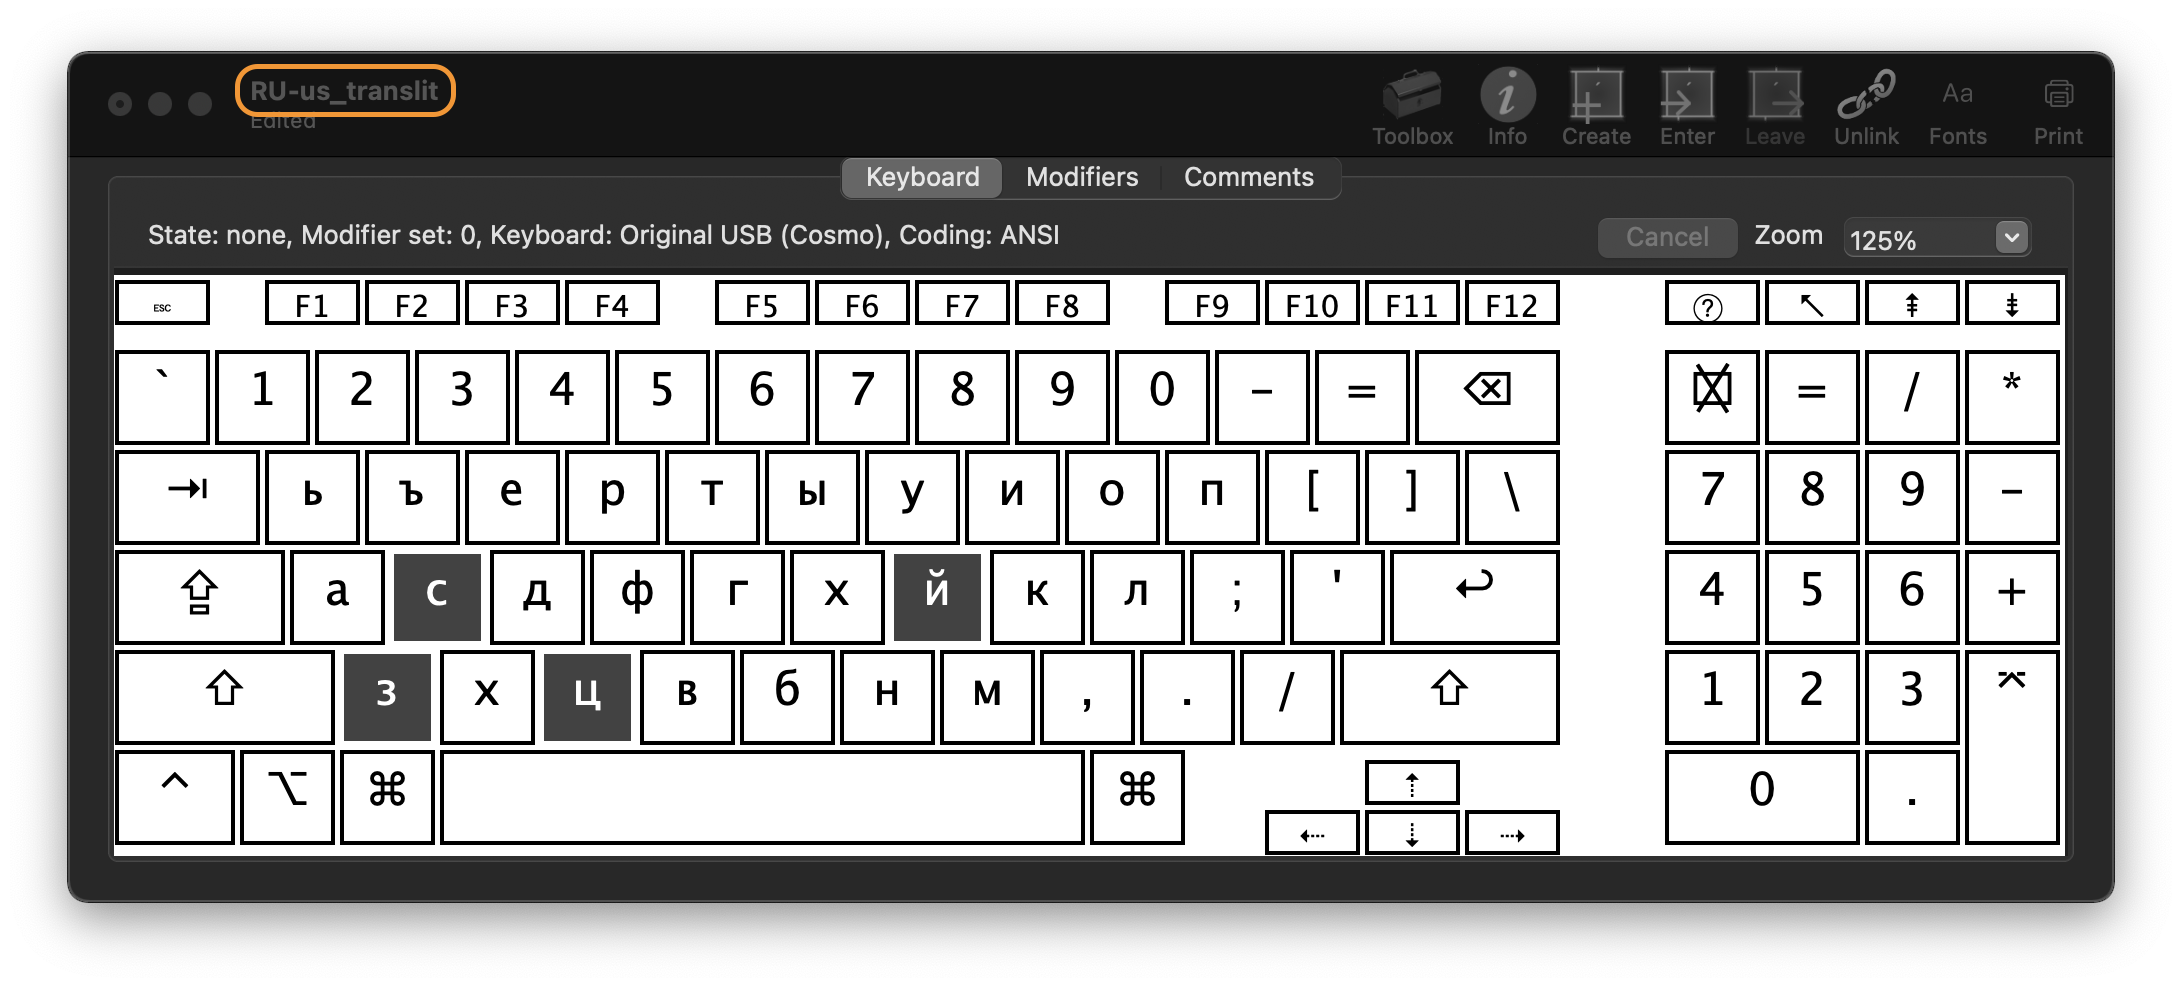 RU-us_translit
Edited
Toolbox Info Create Enter Leave Unlink Aa Fonts Print
Keyboard Modifiers Comments
State: none, Modifier set: 0, Keyboard: Original USB (Cosmo), Coding: ANSI Cancel Zoom 125%
ESC F1 F2 F3 F4 F5 F6 F7 F8 F9 F10 F11 F12 ? ↖ ⇞ ⇟
` 1 2 3 4 5 6 7 8 9 0 - = ⌫ = / *
⇥ ь ъ е р т ы у и о п [ ] \ 7 8 9 -
⇪ а с д ф г х й к л ; ' ↩ 4 5 6 +
⇧ з х ц в б н м , . / ⇧ 1 2 3 ⌤
^ ⌥ ⌘ ⌘ ⇡ 0 .
⇠ ⇣ ⇢